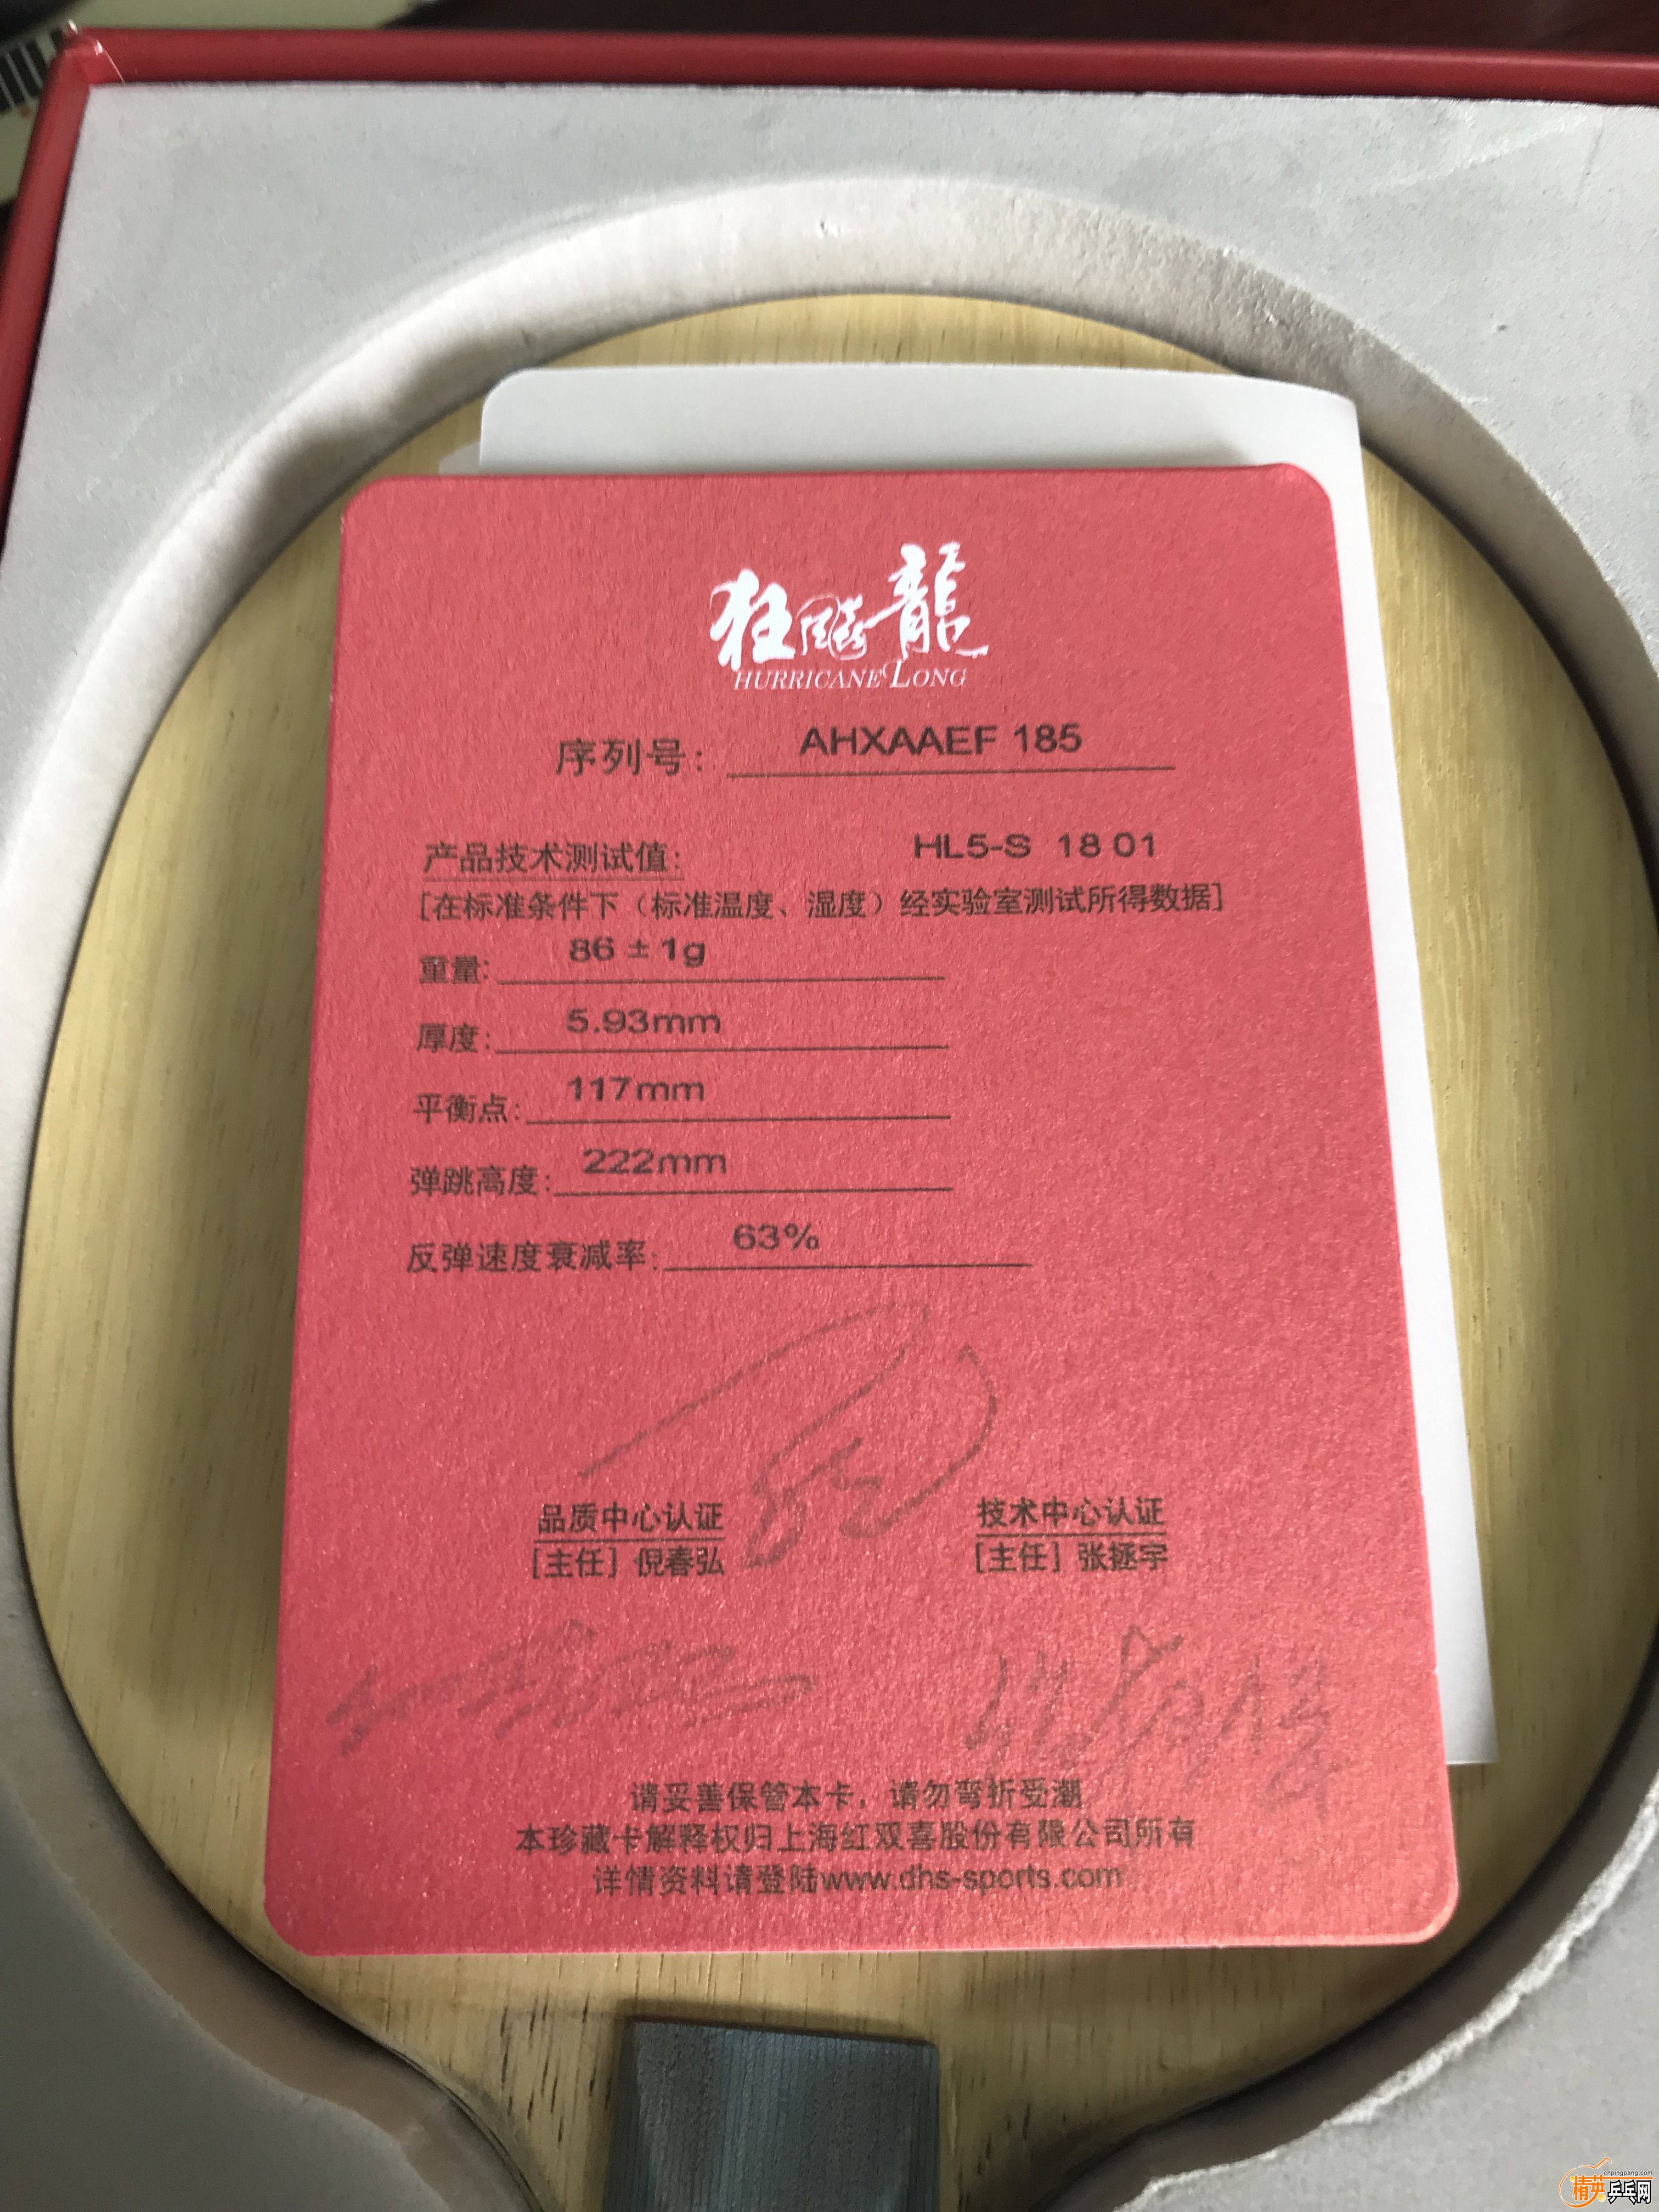 狂飚龍
HURRICANE LONG
序列号: AHXAAEF 185
产品技术测试值: HL5-S 18 01
[在标准条件下（标准温度、湿度）经实验室测试所得数据]
重量: 86 ± 1g
厚度: 5.93mm
平衡点: 117mm
弹跳高度: 222mm
反弹速度衰减率: 63%
品质中心认证 技术中心认证
[主任] 倪春弘 [主任] 张拯宇
请妥善保管本卡，请勿弯折受潮
本珍藏卡解释权归上海红双喜股份有限公司所有
详情资料请登陆www.dhs-sports.com
cnpingpang.com
精英乒乓网